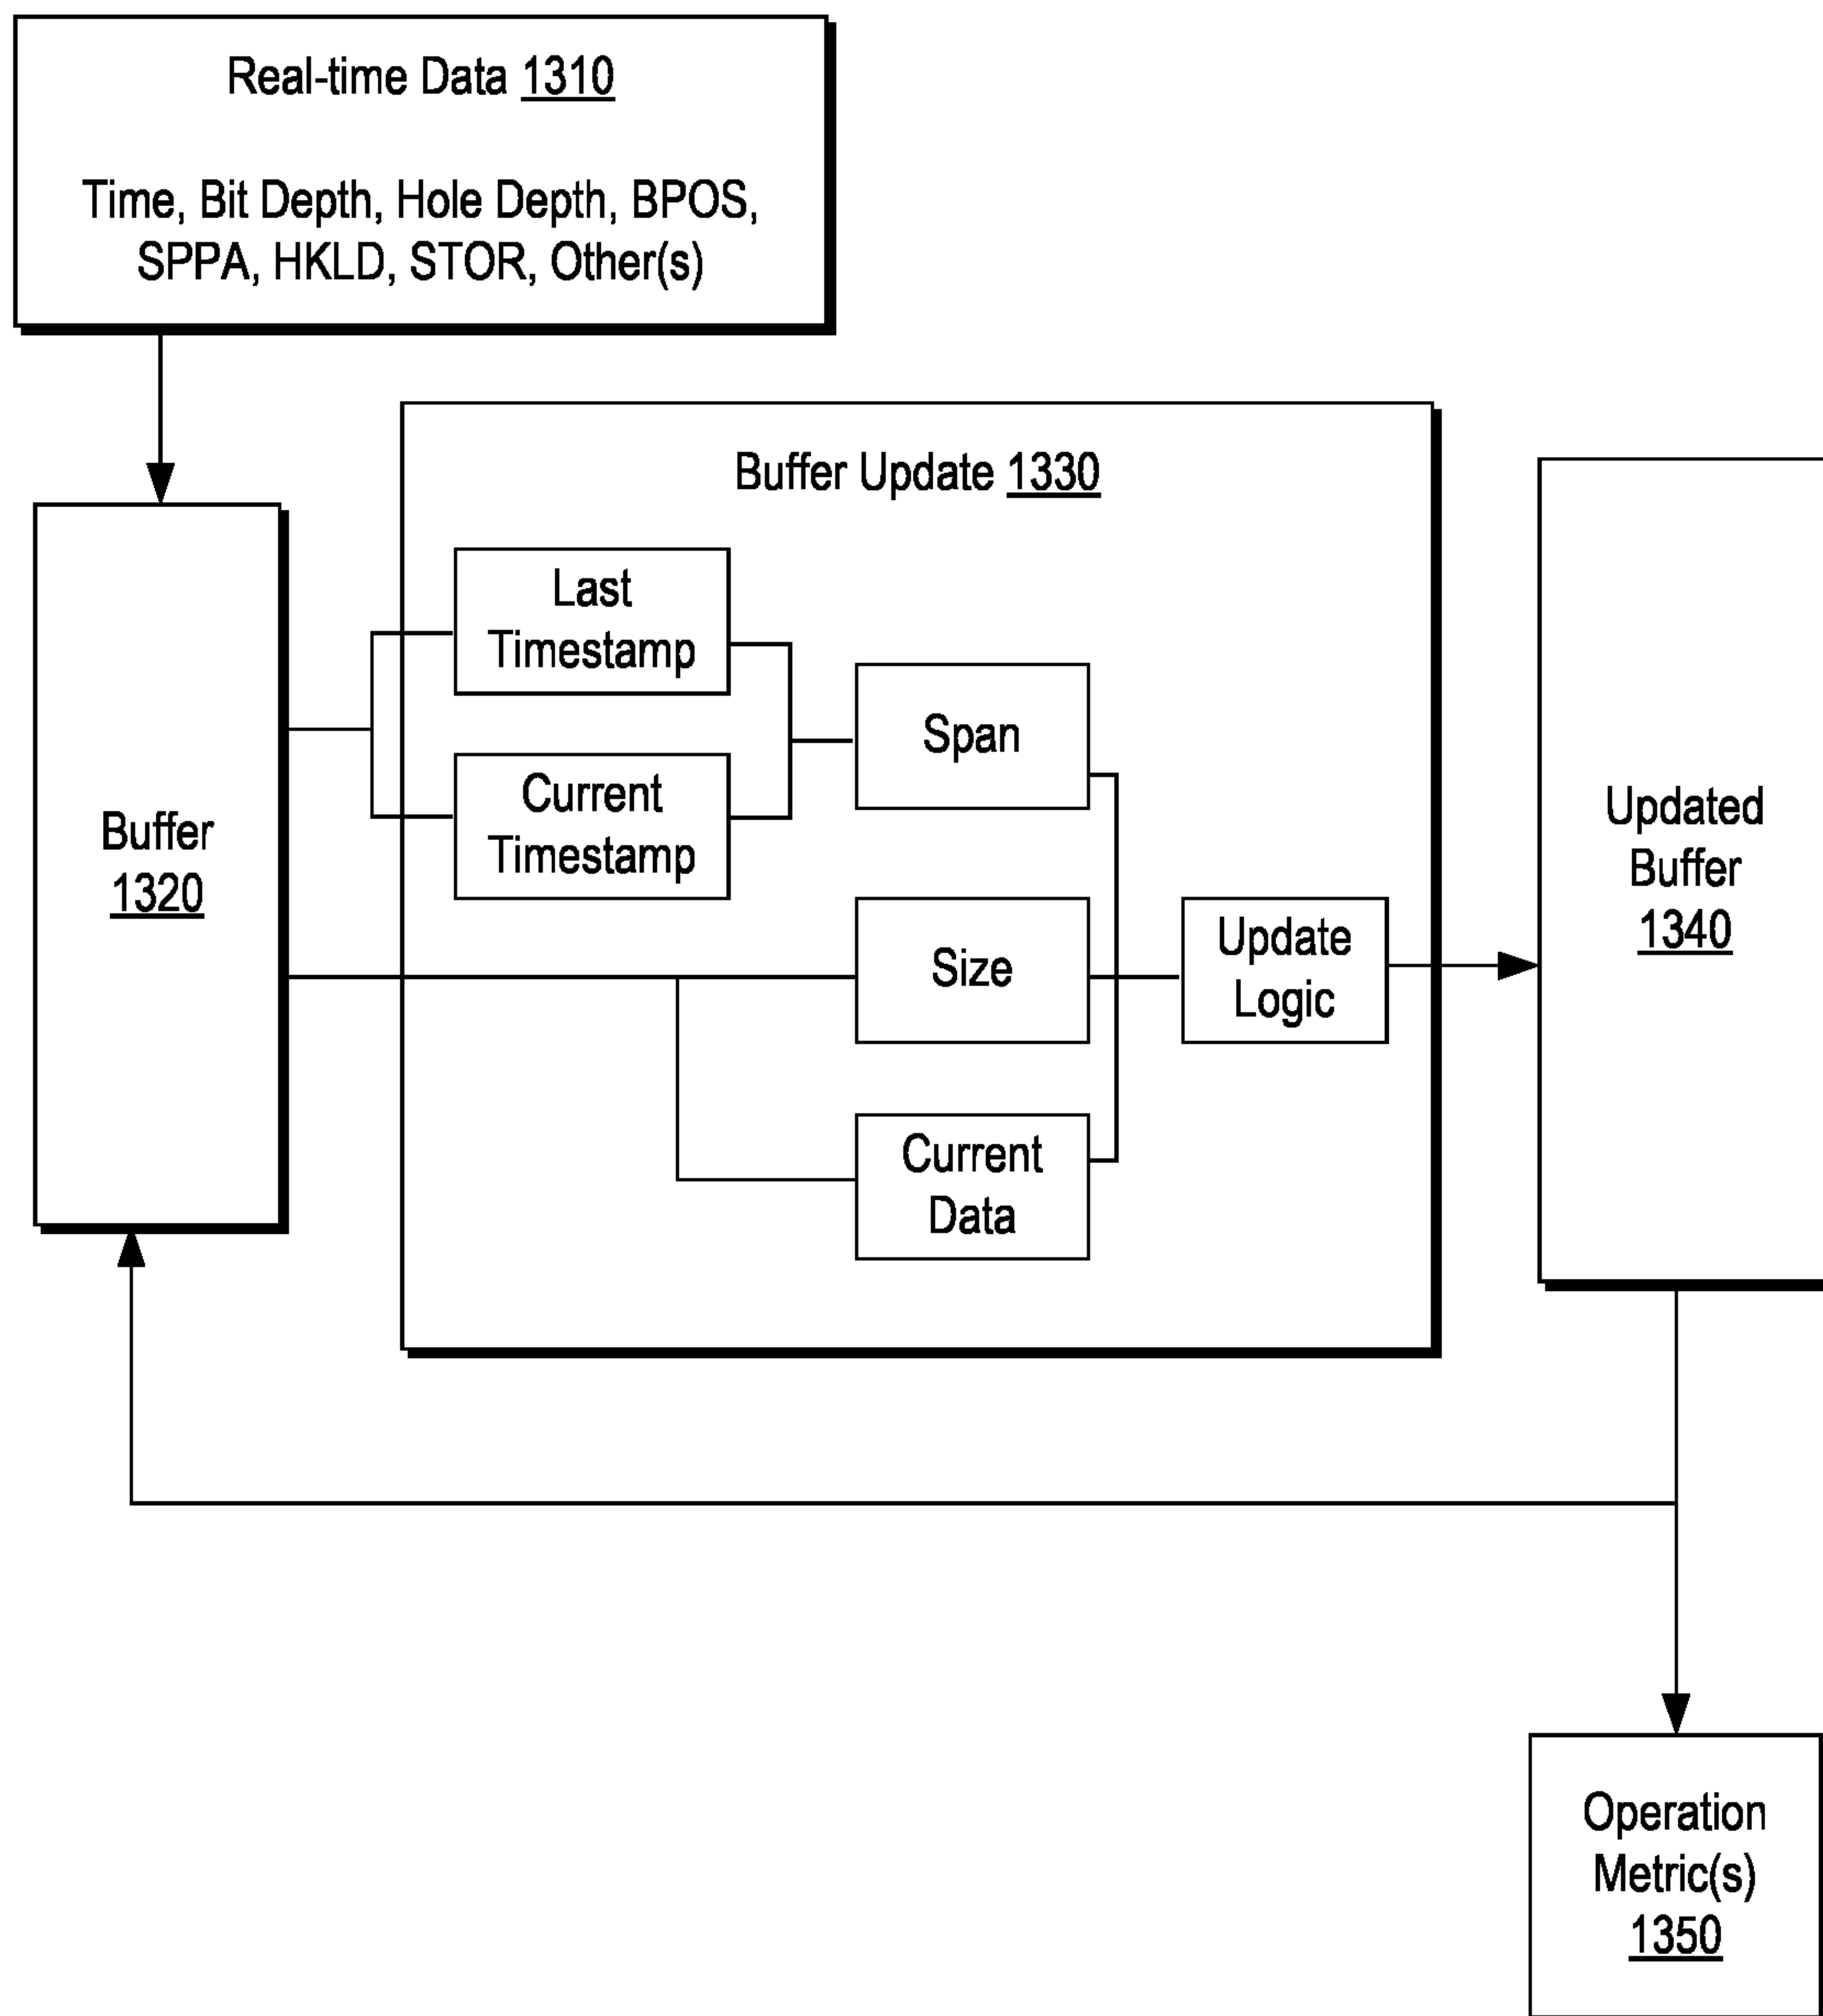 Real-time Data 1310
Time, Bit Depth, Hole Depth, BPOS,
SPPA, HKLD, STOR, Other(s)
Buffer Update 1330
Last
Timestamp
Current
Timestamp
Span
Buffer
1320
Size
Current
Data
Update
Logic
Updated
Buffer
1340
Operation
Metric(s)
1350